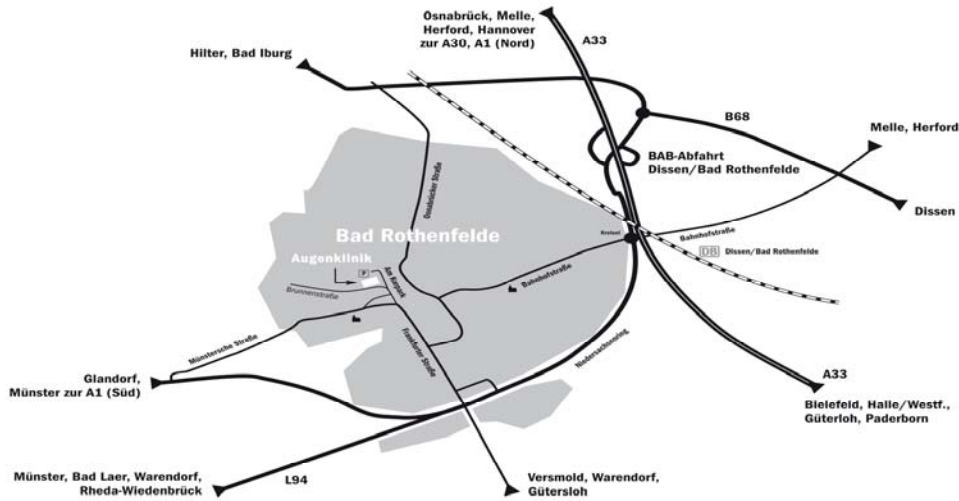 Osnabrück, Melle,
Herford, Hannover
zur A30, A1 (Nord)
A33
Hilter, Bad Iburg
B68
Melle, Herford
BAB-Abfahrt
Dissen/Bad Rothenfelde
Dissen
Osnabrücker Straße
Bad Rothenfelde
Kreisel
Bahnhofstraße
DB
Dissen/Bad Rothenfelde
Augenklinik
P
Am Kurpark
Bahnhofstraße
Brunnenstraße
Münstersche Straße
Frankfurter Straße
Niedersachsenring
Glandorf,
Münster zur A1 (Süd)
A33
Bielefeld, Halle/Westf.,
Güterloh, Paderborn
Münster, Bad Laer, Warendorf,
Rheda-Wiedenbrück
L94
Versmold, Warendorf,
Gütersloh